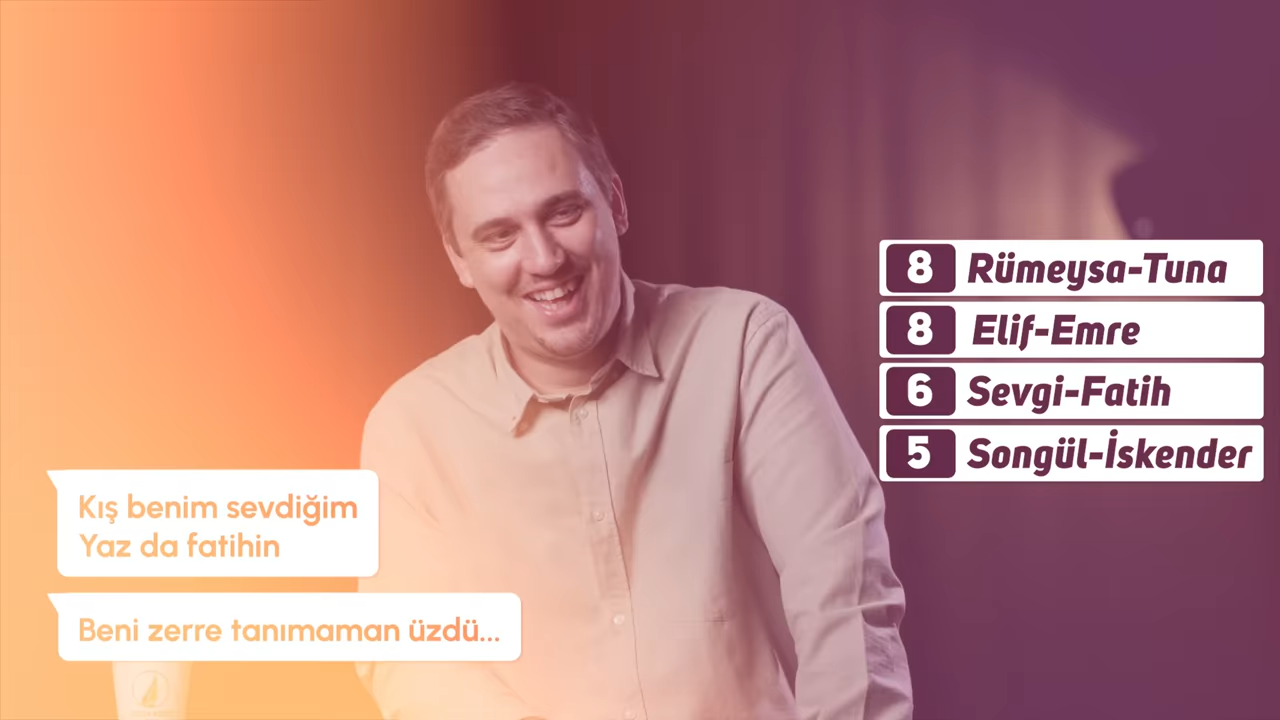 Kış benim sevdiğim
Yaz da fatihin
Beni zerre tanımaman üzdü...
8 Rümeysa-Tuna
8 Elif-Emre
6 Sevgi-Fatih
5 Songül-İskender